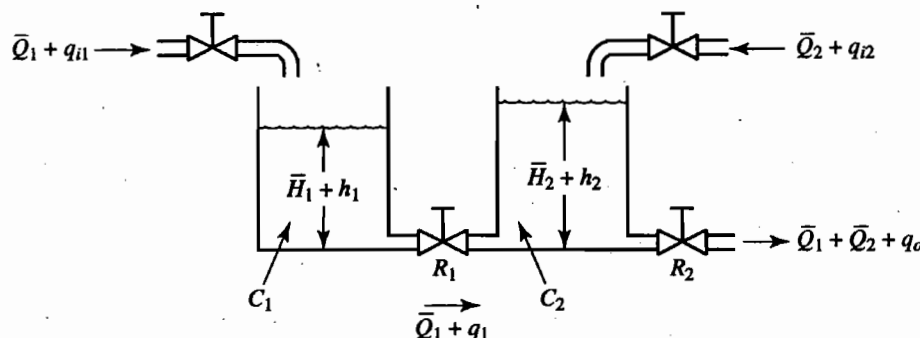 Q̄₁ + qᵢ₁
Q̄₂ + qᵢ₂
H̄₁ + h₁
H̄₂ + h₂
Q̄₁ + Q̄₂ + qₒ
R₁
R₂
C₁
C₂
Q̄₁ + q₁